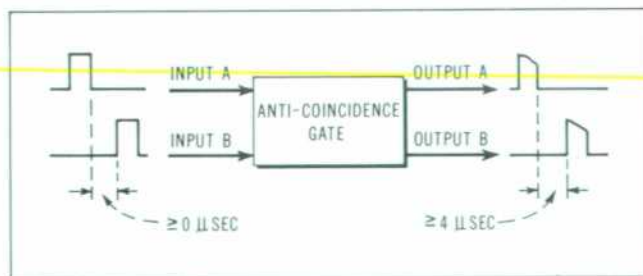 INPUT A
OUTPUT A
ANTI-COINCIDENCE
GATE
INPUT B
OUTPUT B
≥0 µSEC
≥4 µSEC